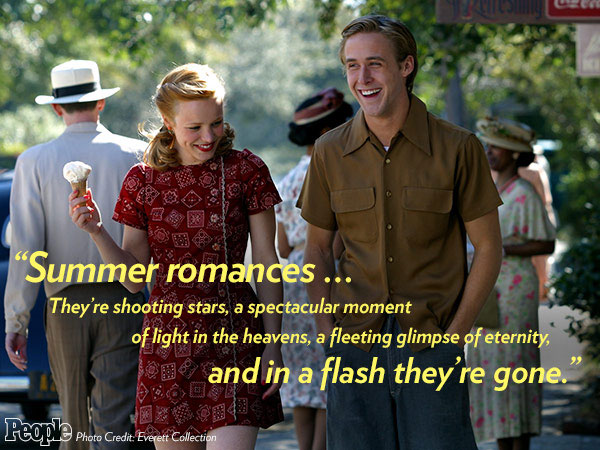 Refreshing
“Summer romances ...
They’re shooting stars, a spectacular moment
of light in the heavens, a fleeting glimpse of eternity,
and in a flash they’re gone.”
People Photo Credit: Everett Collection